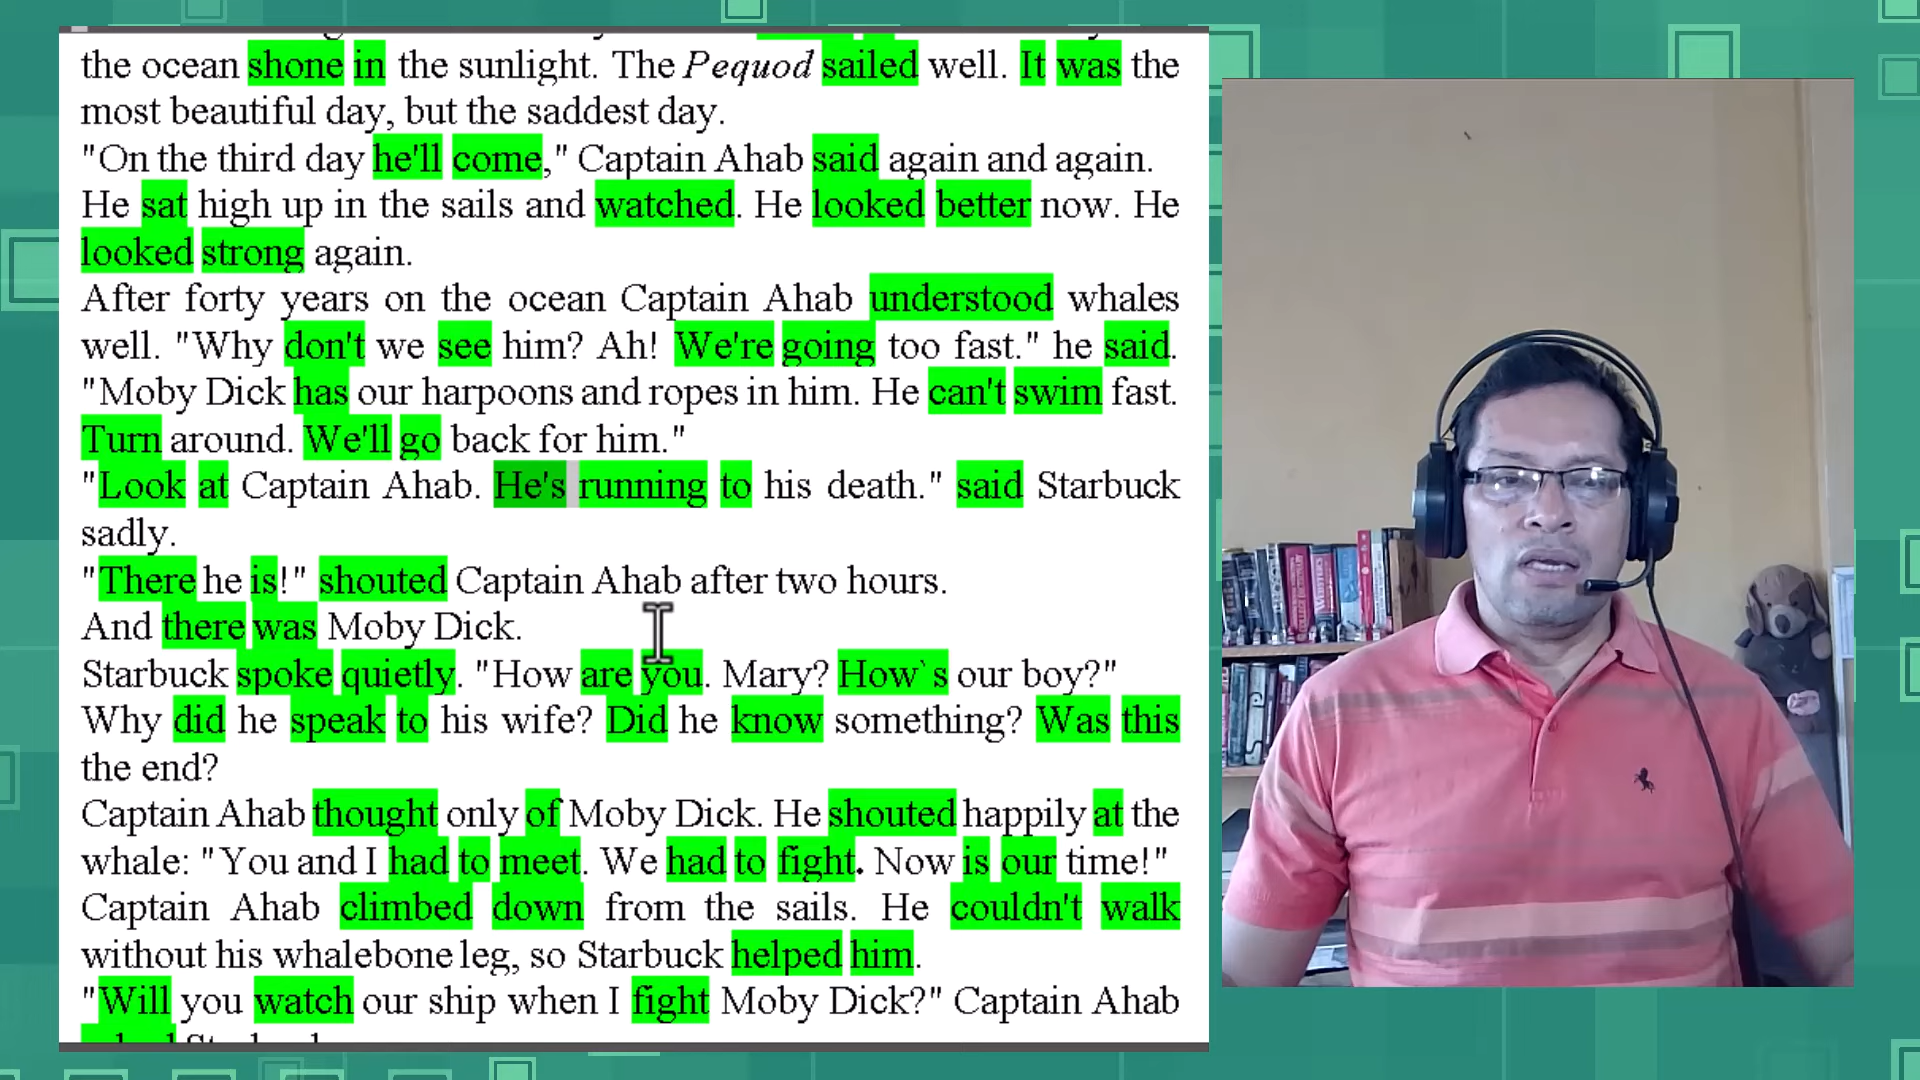 the ocean shone in the sunlight. The Pequod sailed well. It was the
most beautiful day, but the saddest day.
"On the third day he'll come," Captain Ahab said again and again.
He sat high up in the sails and watched. He looked better now. He
looked strong again.
After forty years on the ocean Captain Ahab understood whales
well. "Why don't we see him? Ah! We're going too fast." he said.
"Moby Dick has our harpoons and ropes in him. He can't swim fast.
Turn around. We'll go back for him."
"Look at Captain Ahab. He's running to his death." said Starbuck
sadly.
"There he is!" shouted Captain Ahab after two hours.
And there was Moby Dick.
Starbuck spoke quietly. "How are you. Mary? How`s our boy?"
Why did he speak to his wife? Did he know something? Was this
the end?
Captain Ahab thought only of Moby Dick. He shouted happily at the
whale: "You and I had to meet. We had to fight. Now is our time!"
Captain Ahab climbed down from the sails. He couldn't walk
without his whalebone leg, so Starbuck helped him.
"Will you watch our ship when I fight Moby Dick?" Captain Ahab